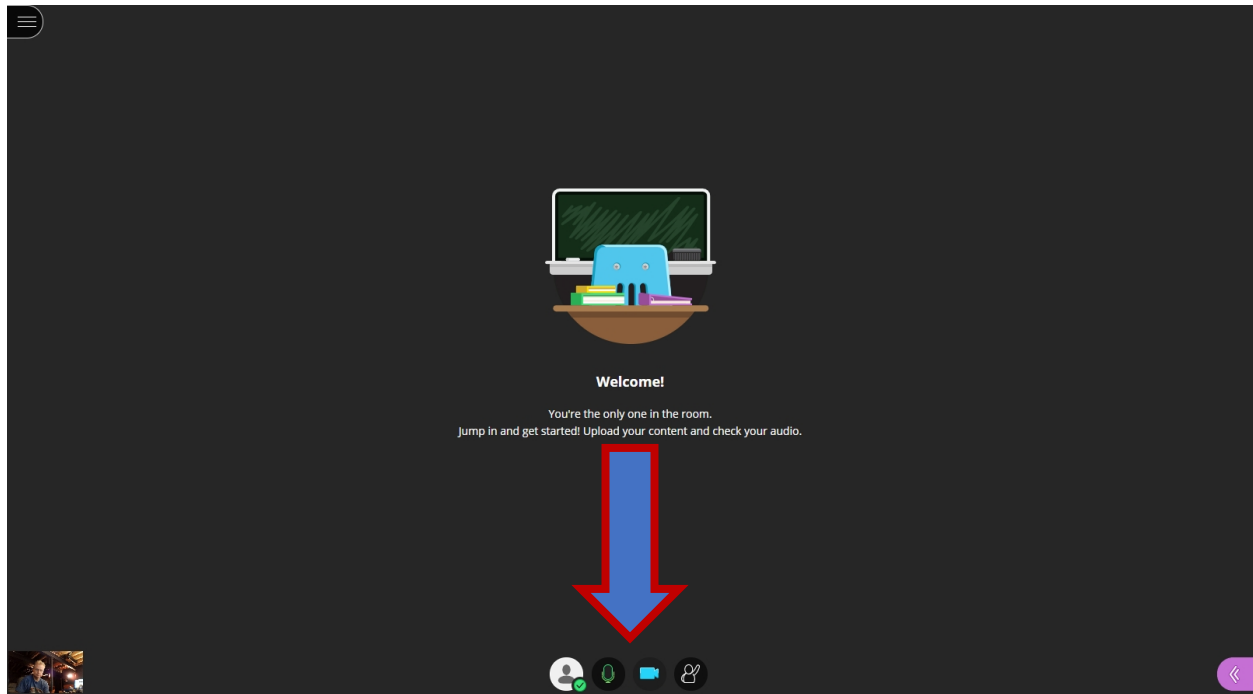 Welcome!
You're the only one in the room.
Jump in and get started! Upload your content and check your audio.